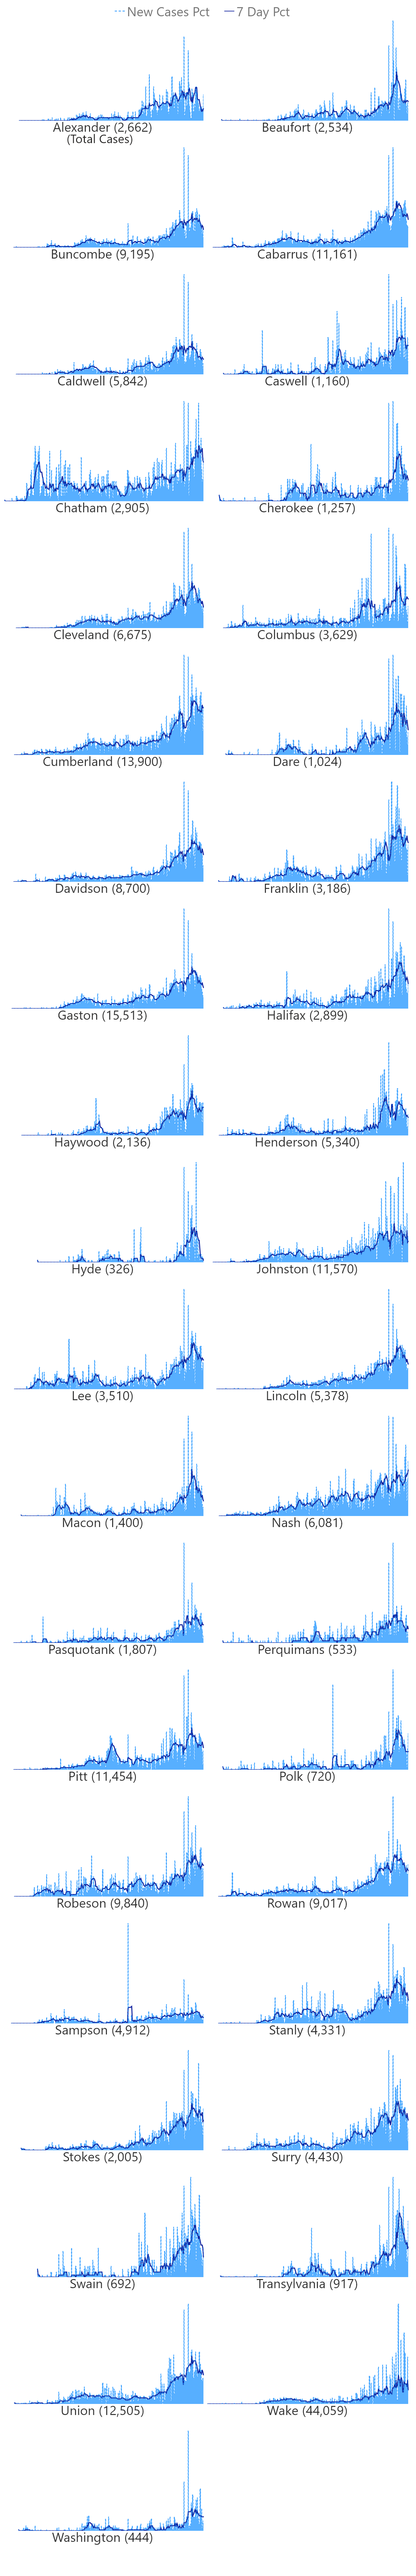 New Cases Pct 7 Day Pct
Alexander (2,662) Beaufort (2,534)
(Total Cases)
Buncombe (9,195) Cabarrus (11,161)
Caldwell (5,842) Caswell (1,160)
Chatham (2,905) Cherokee (1,257)
Cleveland (6,675) Columbus (3,629)
Cumberland (13,900) Dare (1,024)
Davidson (8,700) Franklin (3,186)
Gaston (15,513) Halifax (2,899)
Haywood (2,136) Henderson (5,340)
Hyde (326) Johnston (11,570)
Lee (3,510) Lincoln (5,378)
Macon (1,400) Nash (6,081)
Pasquotank (1,807) Perquimans (533)
Pitt (11,454) Polk (720)
Robeson (9,840) Rowan (9,017)
Sampson (4,912) Stanly (4,331)
Stokes (2,005) Surry (4,430)
Swain (692) Transylvania (917)
Union (12,505) Wake (44,059)
Washington (444)